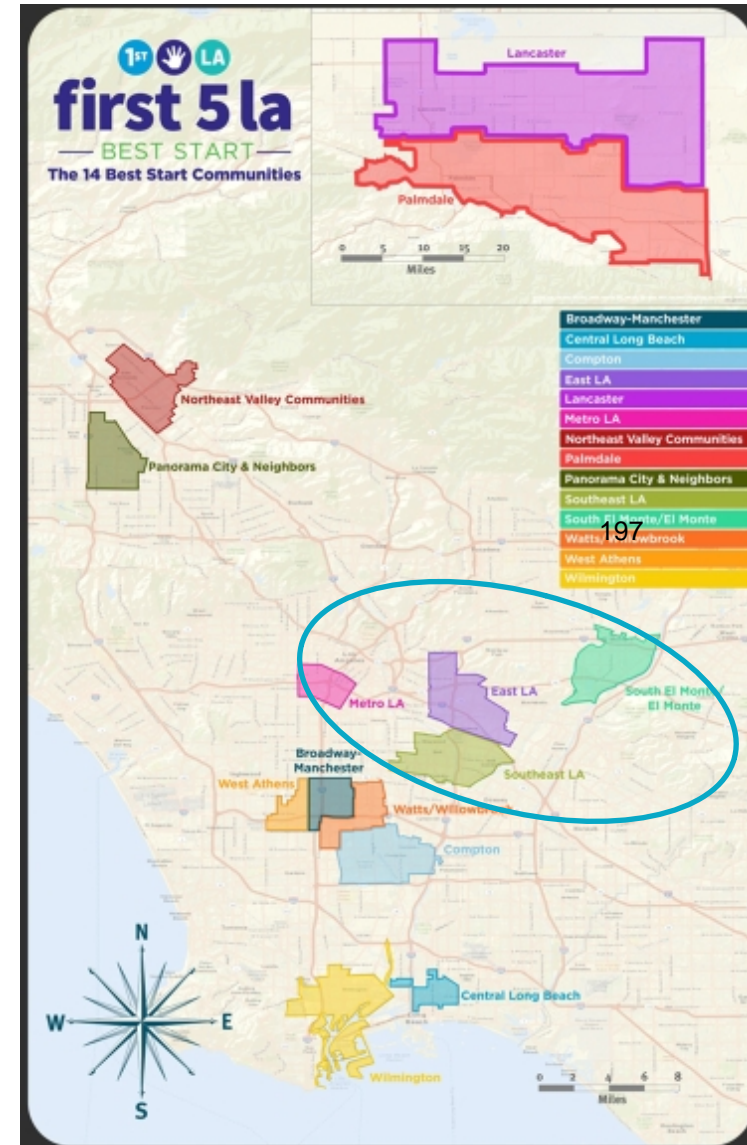 1ST LA
first 5 la
BEST START
The 14 Best Start Communities
Lancaster
Palmdale
0 5 10 15 20
Miles
Broadway-Manchester
Central Long Beach
Compton
East LA
Lancaster
Metro LA
Northeast Valley Communities
Palmdale
Panorama City & Neighbors
Southeast LA
South El Monte/El Monte
Watts/Willowbrook
197
West Athens
Wilmington
Northeast Valley Communities
Panorama City & Neighbors
Metro LA
East LA
South El Monte/
El Monte
Southeast LA
Broadway-
Manchester
West Athens
Watts/Willowbrook
Compton
Central Long Beach
Wilmington
N
W E
S
0 2 4 6 8
Miles